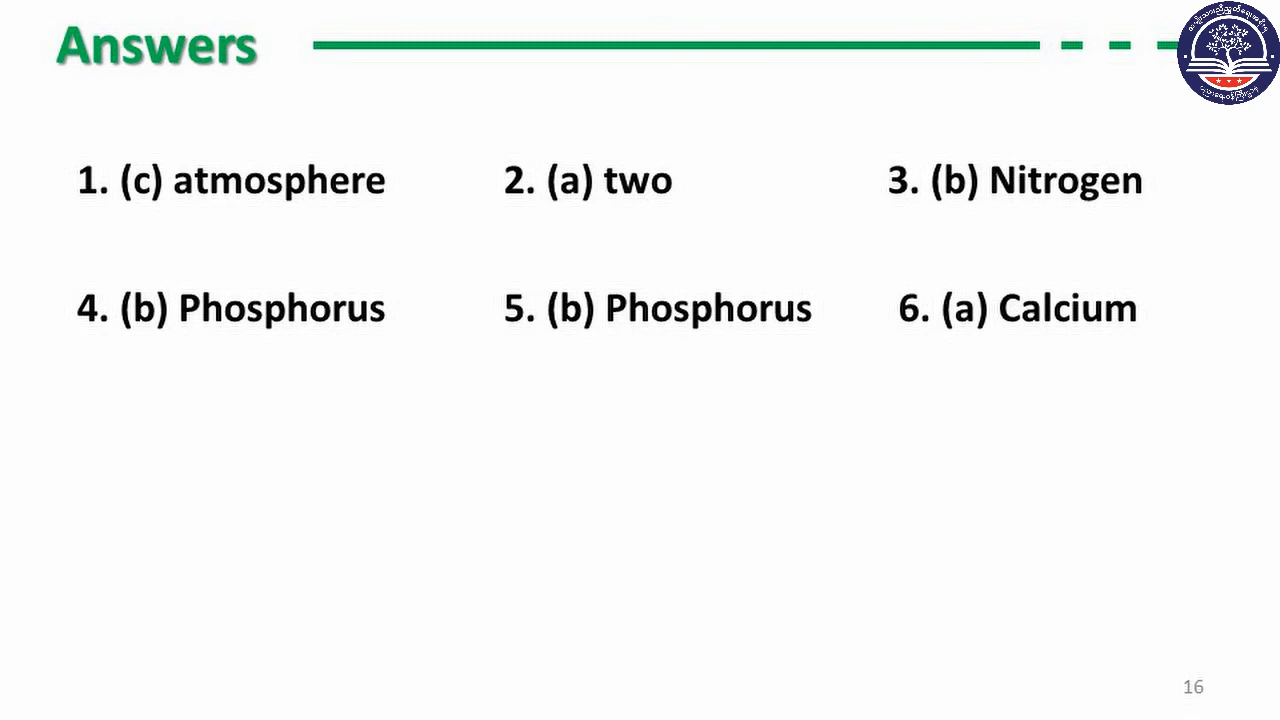 Answers
1. (c) atmosphere 2. (a) two 3. (b) Nitrogen
4. (b) Phosphorus 5. (b) Phosphorus 6. (a) Calcium
16